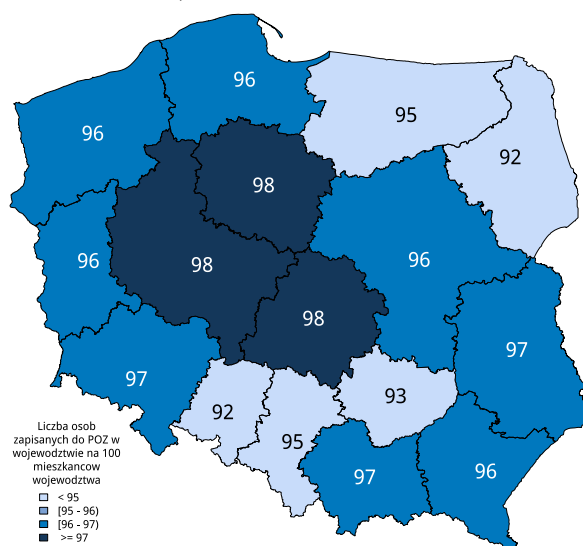 96
95
96
92
98
96
98
96
98
97
97
93
92
95
97
96
Liczba osob
zapisanych do POZ w
wojewodztwie na 100
mieszkancow
wojewodztwa
< 95
[95 - 96)
[96 - 97)
>= 97